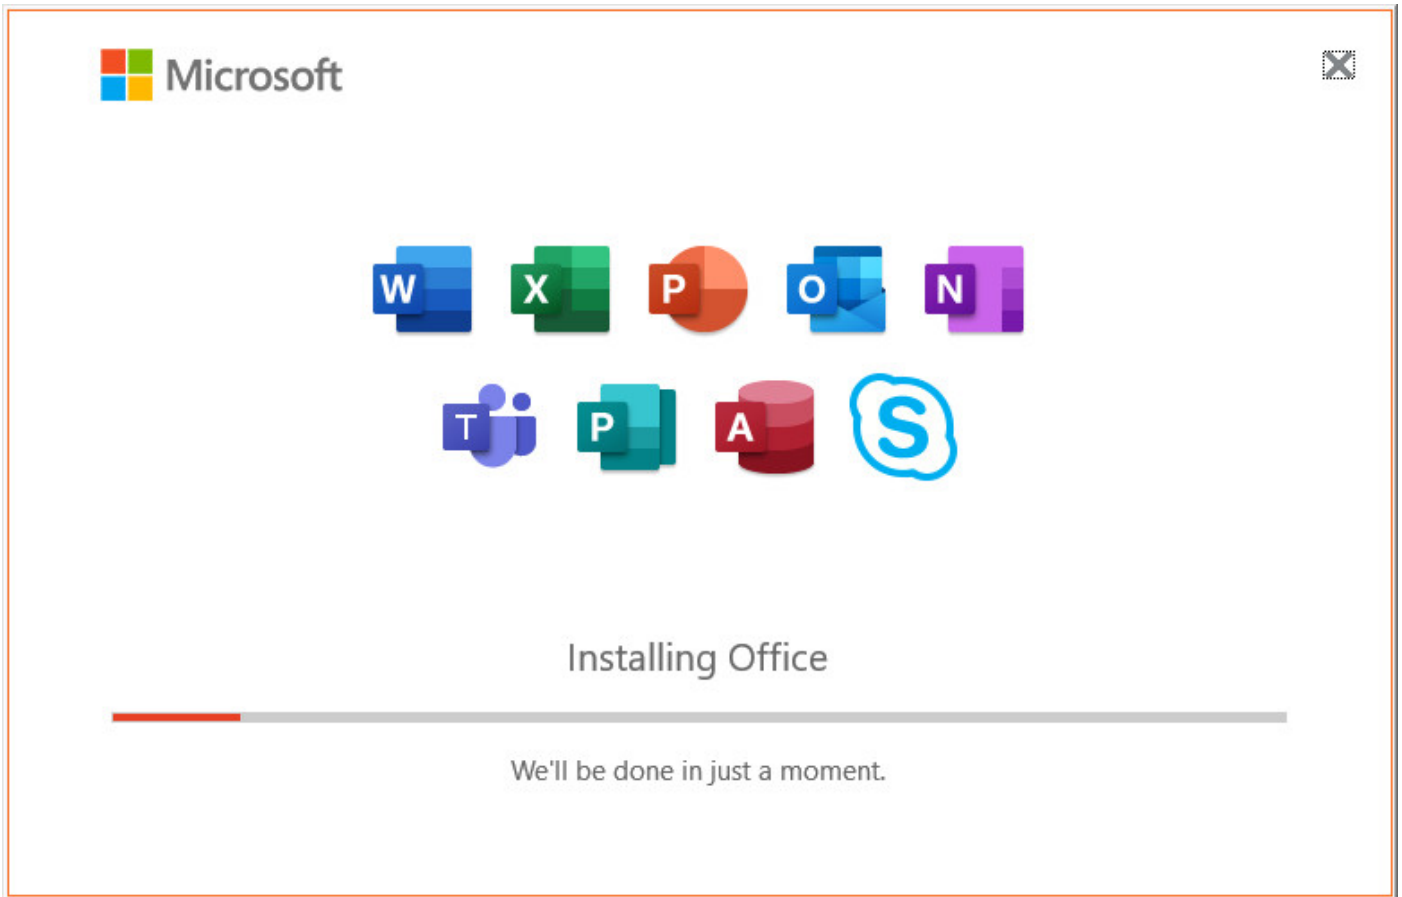 Microsoft
W X P O N
T P A S
Installing Office
We'll be done in just a moment.